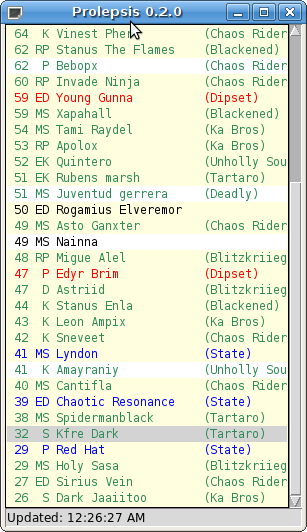 Prolepsis 0.2.0
64 K Vinest Pher (Chaos Rider
62 RP Stanus The Flames (Blackened)
62 P Bebopx (Chaos Rider
60 RP Invade Ninja (Chaos Rider
59 ED Young Gunna (Dipset)
59 MS Xapahall (Blackened)
54 MS Tami Raydel (Ka Bros)
53 RP Apolox (Ka Bros)
52 EK Quintero (Unholly Sou
51 EK Rubens marsh (Tartaro)
51 MS Juventud gerrera (Deadly)
50 ED Rogamius Elveremor
49 MS Asto Ganxter (Chaos Rider
49 MS Nainna
48 RP Migue Alel (Blitzkrieg
47 P Edyr Brim (Dipset)
47 D Astriid (Blitzkrieg
44 K Stanus Enla (Blackened)
43 K Leon Ampix (Ka Bros)
42 K Sneveet (Chaos Rider
41 MS Lyndon (State)
41 K Amayraniy (Unholly Sou
40 MS Cantifla (Chaos Rider
39 ED Chaotic Resonance (State)
38 MS Spidermanblack (Tartaro)
32 S Kfre Dark (Tartaro)
29 P Red Hat (State)
29 MS Holy Sasa (Blitzkrieg
27 ED Sirius Vein (Chaos Rider
26 S Dark Jaaiitoo (Ka Bros)
Updated: 12:26:27 AM